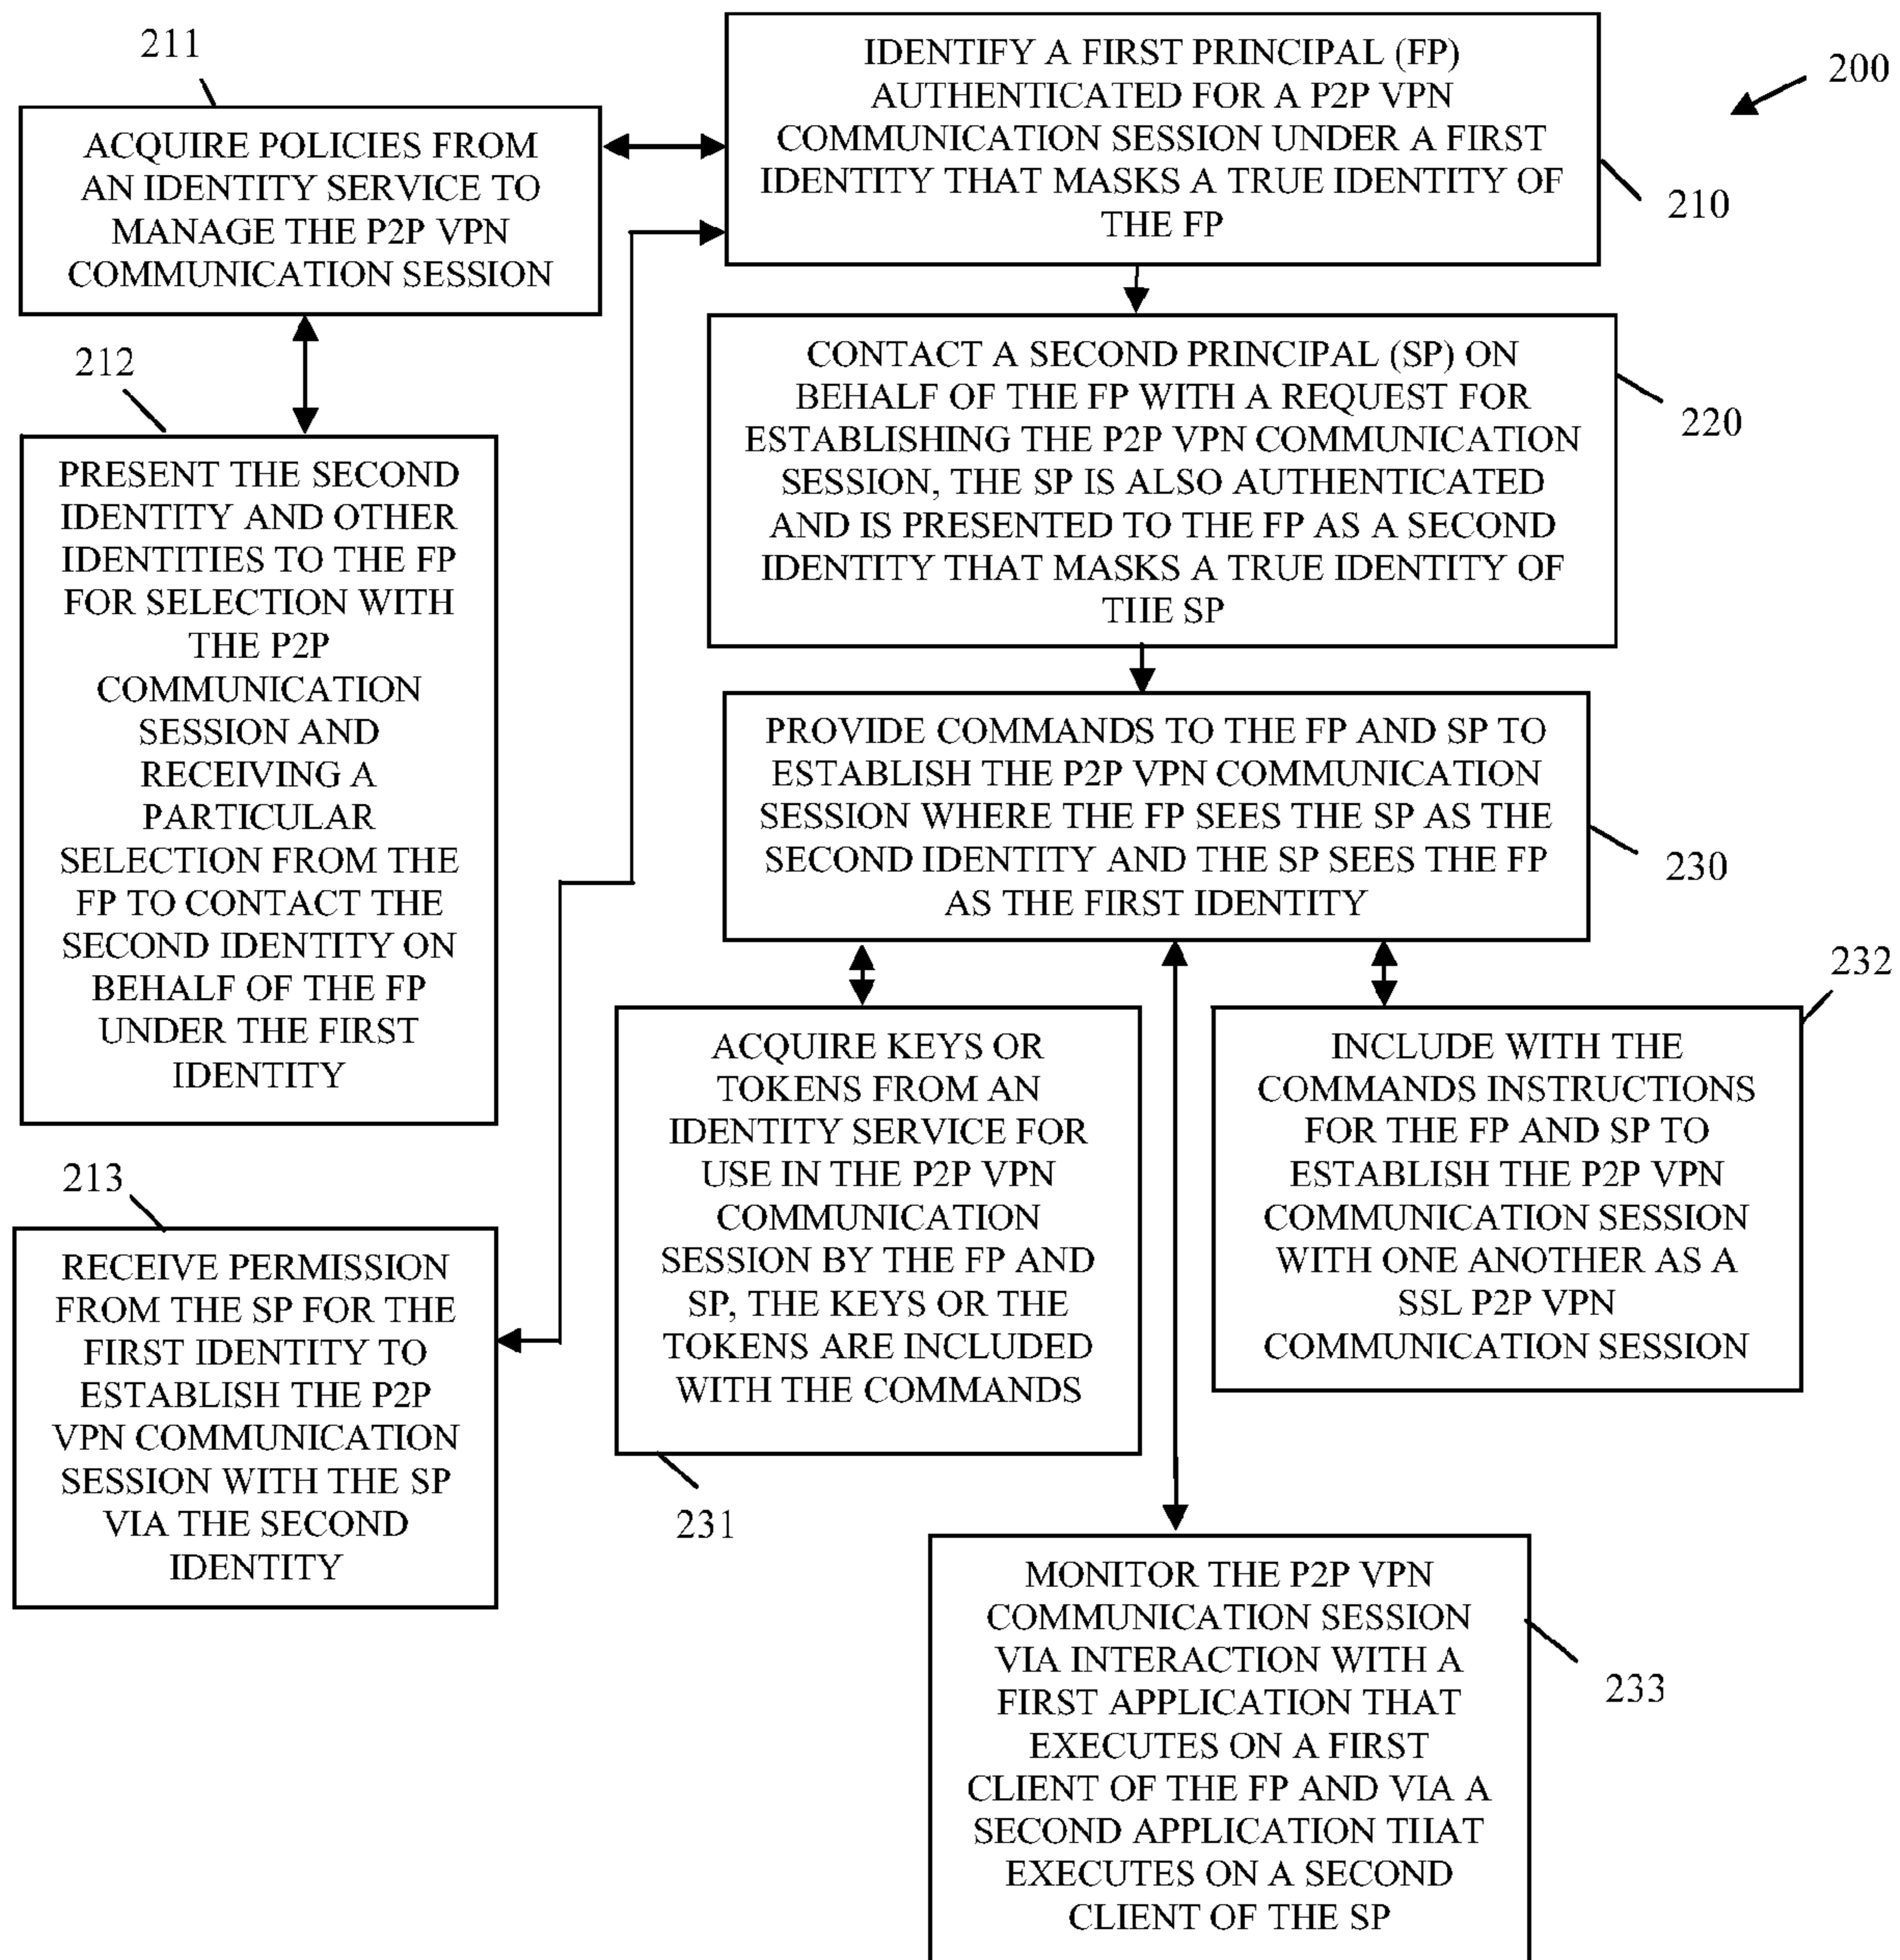 211
ACQUIRE POLICIES FROM
AN IDENTITY SERVICE TO
MANAGE THE P2P VPN
COMMUNICATION SESSION
IDENTIFY A FIRST PRINCIPAL (FP)
AUTHENTICATED FOR A P2P VPN
COMMUNICATION SESSION UNDER A FIRST
IDENTITY THAT MASKS A TRUE IDENTITY OF
THE FP
200
210
212
PRESENT THE SECOND
IDENTITY AND OTHER
IDENTITIES TO THE FP
FOR SELECTION WITH
THE P2P
COMMUNICATION
SESSION AND
RECEIVING A
PARTICULAR
SELECTION FROM THE
FP TO CONTACT THE
SECOND IDENTITY ON
BEHALF OF THE FP
UNDER THE FIRST
IDENTITY
CONTACT A SECOND PRINCIPAL (SP) ON
BEHALF OF THE FP WITH A REQUEST FOR
ESTABLISHING THE P2P VPN COMMUNICATION
SESSION, THE SP IS ALSO AUTHENTICATED
AND IS PRESENTED TO THE FP AS A SECOND
IDENTITY THAT MASKS A TRUE IDENTITY OF
THE SP
220
PROVIDE COMMANDS TO THE FP AND SP TO
ESTABLISH THE P2P VPN COMMUNICATION
SESSION WHERE THE FP SEES THE SP AS THE
SECOND IDENTITY AND THE SP SEES THE FP
AS THE FIRST IDENTITY
230
213
RECEIVE PERMISSION
FROM THE SP FOR THE
FIRST IDENTITY TO
ESTABLISH THE P2P
VPN COMMUNICATION
SESSION WITH THE SP
VIA THE SECOND
IDENTITY
ACQUIRE KEYS OR
TOKENS FROM AN
IDENTITY SERVICE FOR
USE IN THE P2P VPN
COMMUNICATION
SESSION BY THE FP AND
SP, THE KEYS OR THE
TOKENS ARE INCLUDED
WITH THE COMMANDS
231
232
INCLUDE WITH THE
COMMANDS INSTRUCTIONS
FOR THE FP AND SP TO
ESTABLISH THE P2P VPN
COMMUNICATION SESSION
WITH ONE ANOTHER AS A
SSL P2P VPN
COMMUNICATION SESSION
MONITOR THE P2P VPN
COMMUNICATION SESSION
VIA INTERACTION WITH A
FIRST APPLICATION THAT
EXECUTES ON A FIRST
CLIENT OF THE FP AND VIA A
SECOND APPLICATION THAT
EXECUTES ON A SECOND
CLIENT OF THE SP
233